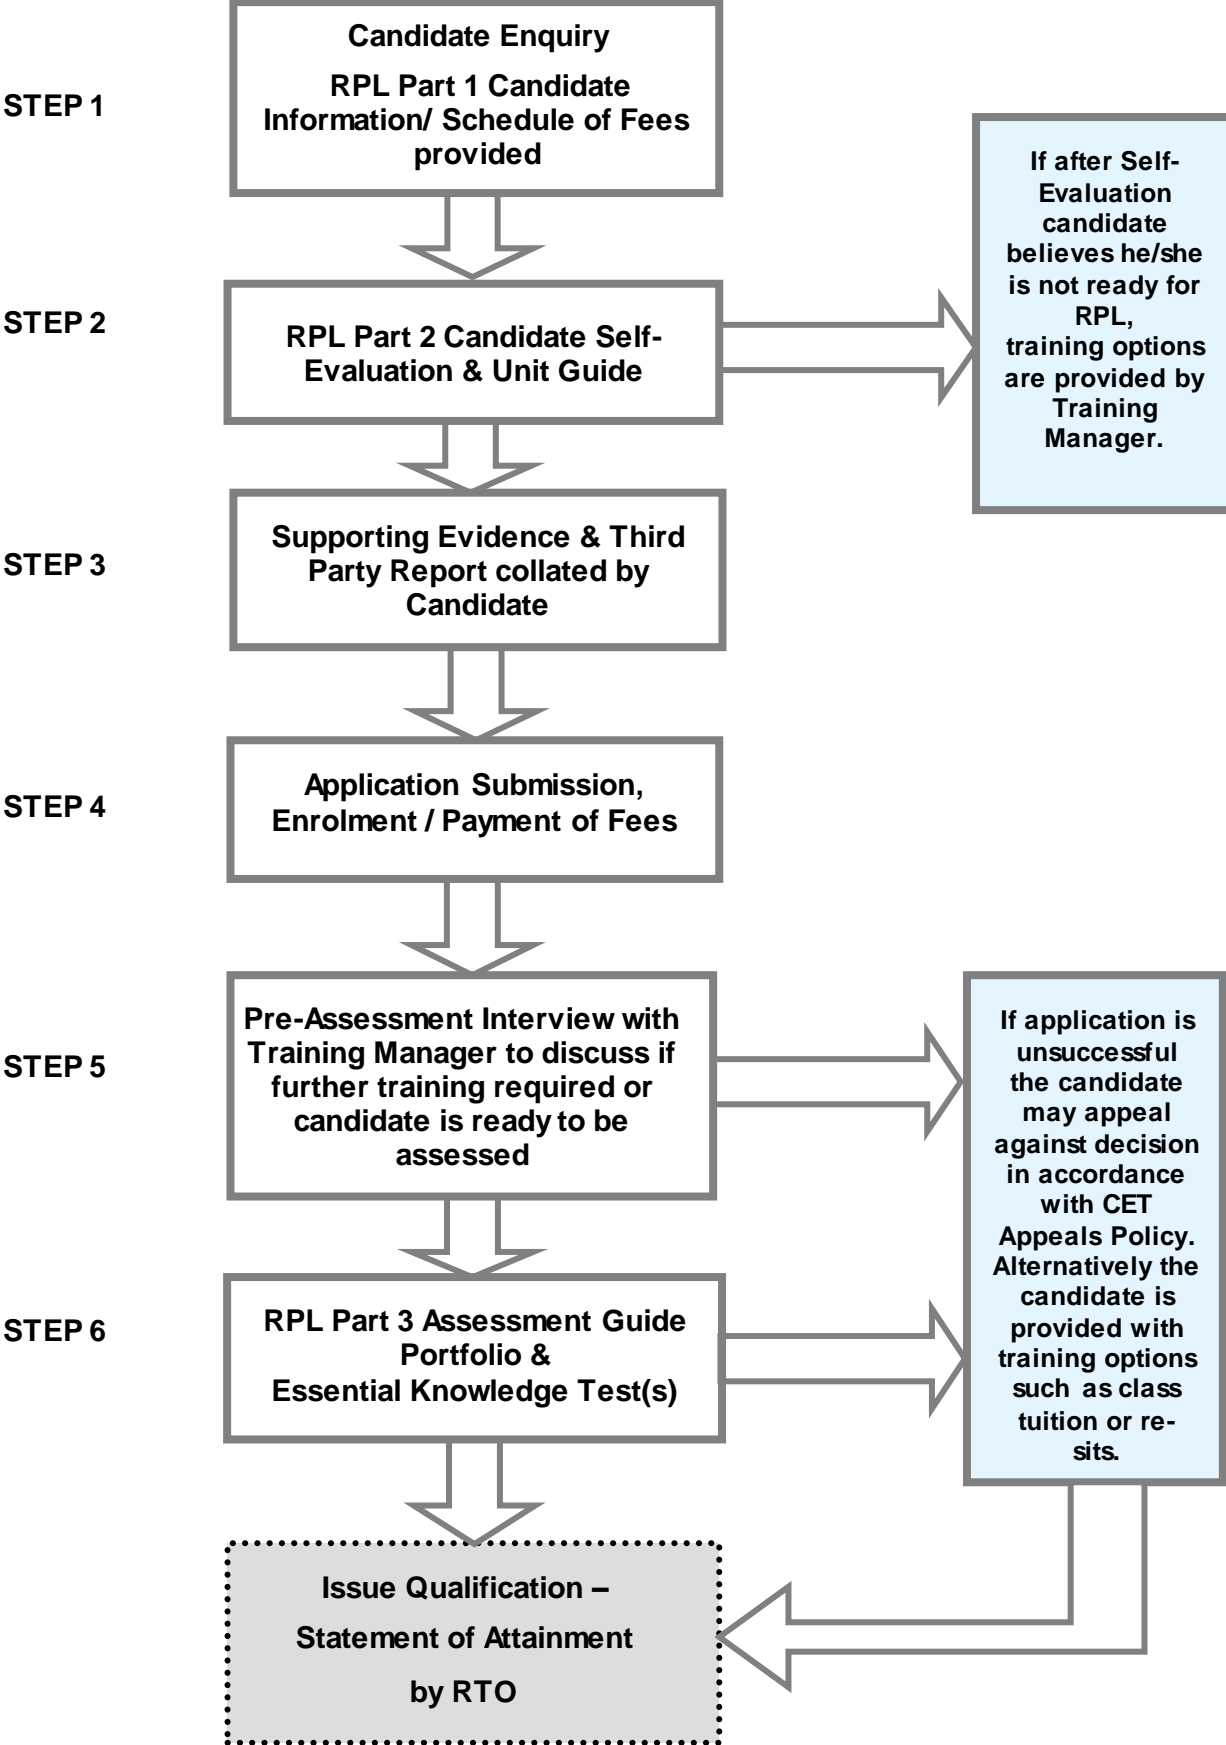 STEP 1
Candidate Enquiry
RPL Part 1 Candidate
Information/ Schedule of Fees
provided
STEP 2
RPL Part 2 Candidate Self-
Evaluation & Unit Guide
If after Self-
Evaluation
candidate
believes he/she
is not ready for
RPL,
training options
are provided by
Training
Manager.
STEP 3
Supporting Evidence & Third
Party Report collated by
Candidate
STEP 4
Application Submission,
Enrolment / Payment of Fees
STEP 5
Pre-Assessment Interview with
Training Manager to discuss if
further training required or
candidate is ready to be
assessed
If application is
unsuccessful
the candidate
may appeal
against decision
in accordance
with CET
Appeals Policy.
Alternatively the
candidate is
provided with
training options
such as class
tuition or re-
sits.
STEP 6
RPL Part 3 Assessment Guide
Portfolio &
Essential Knowledge Test(s)
Issue Qualification –
Statement of Attainment
by RTO